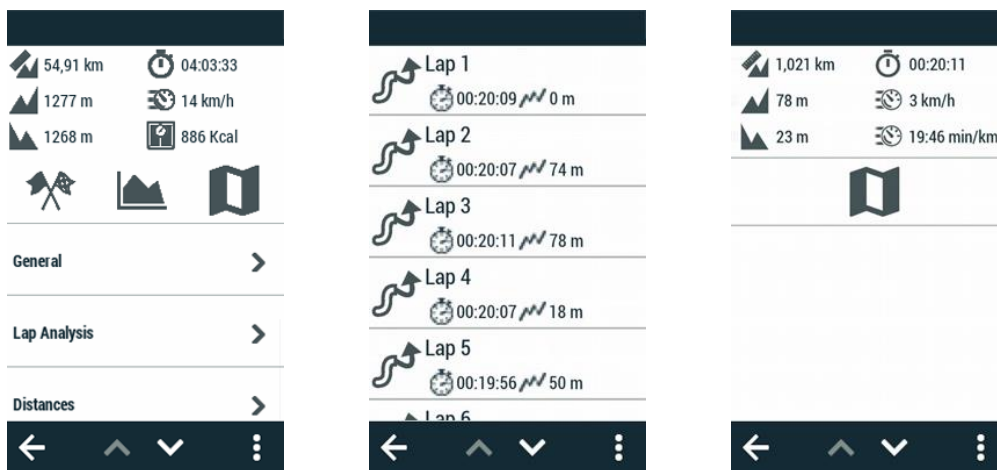 54,91 km 04:03:33
1277 m 14 km/h
1268 m 886 Kcal
General
Lap Analysis
Distances
Lap 1
00:20:09 0 m
Lap 2
00:20:07 74 m
Lap 3
00:20:11 78 m
Lap 4
00:20:07 18 m
Lap 5
00:19:56 50 m
Lap 6
1,021 km 00:20:11
78 m 3 km/h
23 m 19:46 min/km